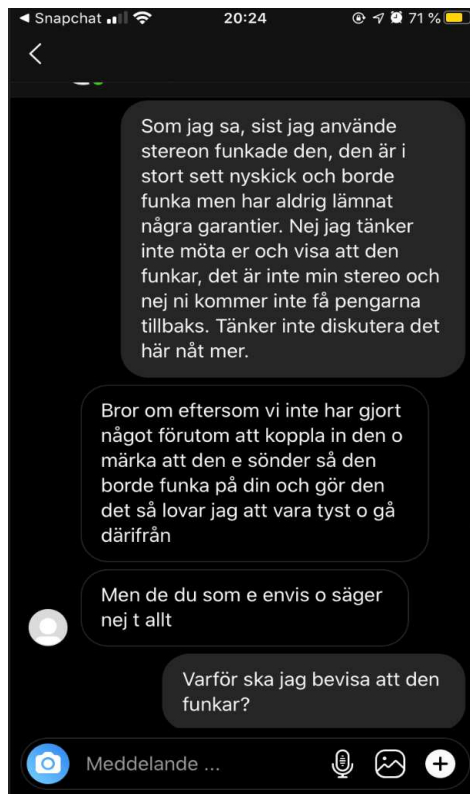 Snapchat
20:24
71 %
Som jag sa, sist jag använde
stereon funkade den, den är i
stort sett nyskick och borde
funka men har aldrig lämnat
några garantier. Nej jag tänker
inte möta er och visa att den
funkar, det är inte min stereo och
nej ni kommer inte få pengarna
tillbaks. Tänker inte diskutera det
här nåt mer.
Bror om eftersom vi inte har gjort
något förutom att koppla in den o
märka att den e sönder så den
borde funka på din och gör den
det så lovar jag att vara tyst o gå
därifrån
Men de du som e envis o säger
nej t allt
Varför ska jag bevisa att den
funkar?
Meddelande ...